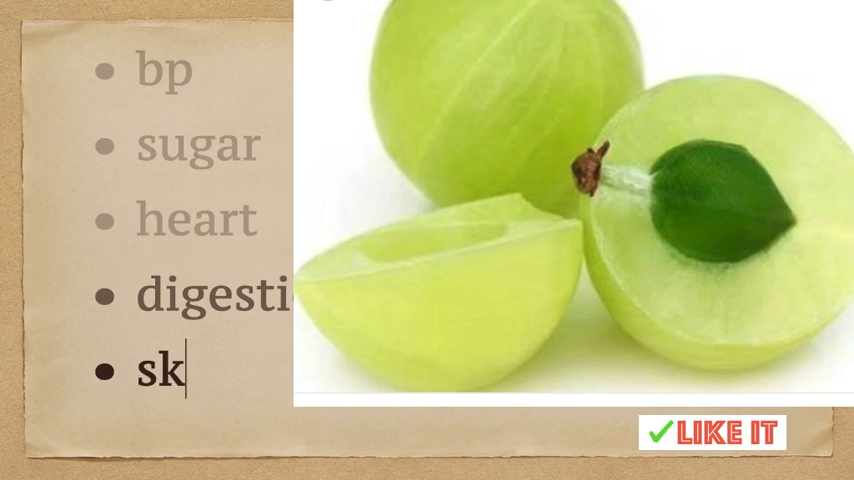 • bp
• sugar
• heart
• digesti
• sk
✓LIKE IT